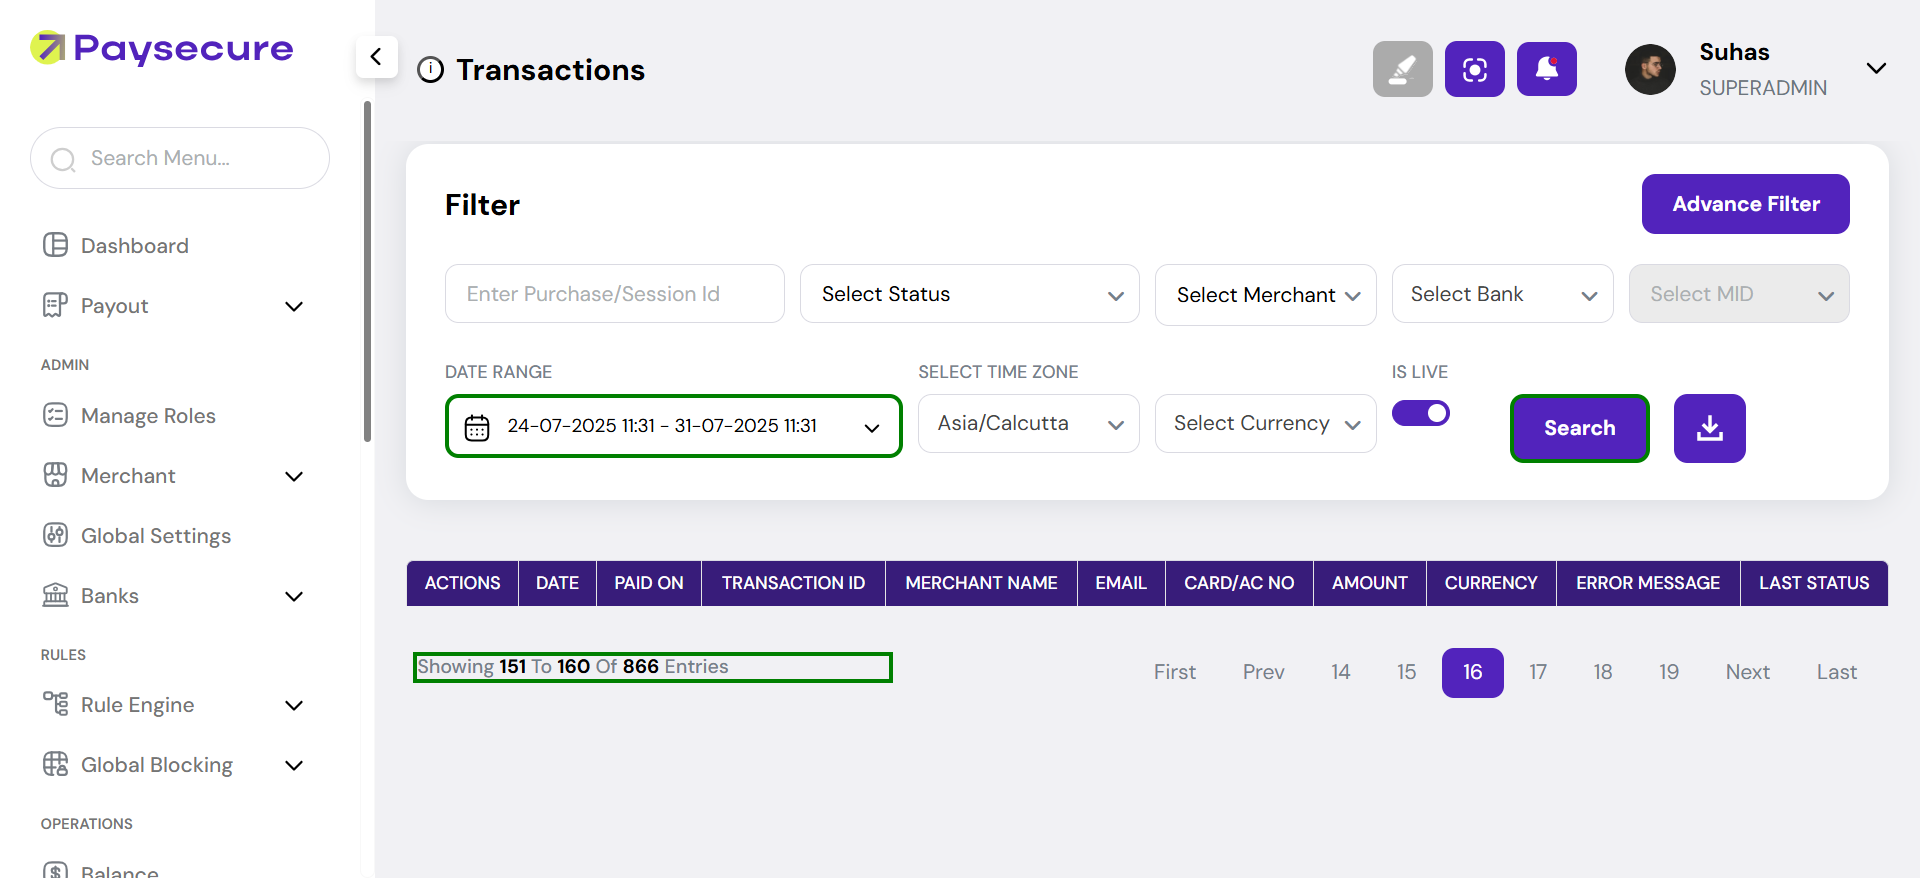 Paysecure
Transactions
Suhas
SUPERADMIN
Search Menu...
Dashboard
Payout
ADMIN
Manage Roles
Merchant
Global Settings
Banks
RULES
Rule Engine
Global Blocking
OPERATIONS
Balance
Filter
Advance Filter
Enter Purchase/Session Id
Select Status
Select Merchant
Select Bank
Select MID
DATE RANGE
SELECT TIME ZONE
IS LIVE
24-07-2025 11:31 - 31-07-2025 11:31
Asia/Calcutta
Select Currency
Search
ACTIONS DATE PAID ON TRANSACTION ID MERCHANT NAME EMAIL CARD/AC NO AMOUNT CURRENCY ERROR MESSAGE LAST STATUS
Showing 151 To 160 Of 866 Entries
First Prev 14 15 16 17 18 19 Next Last